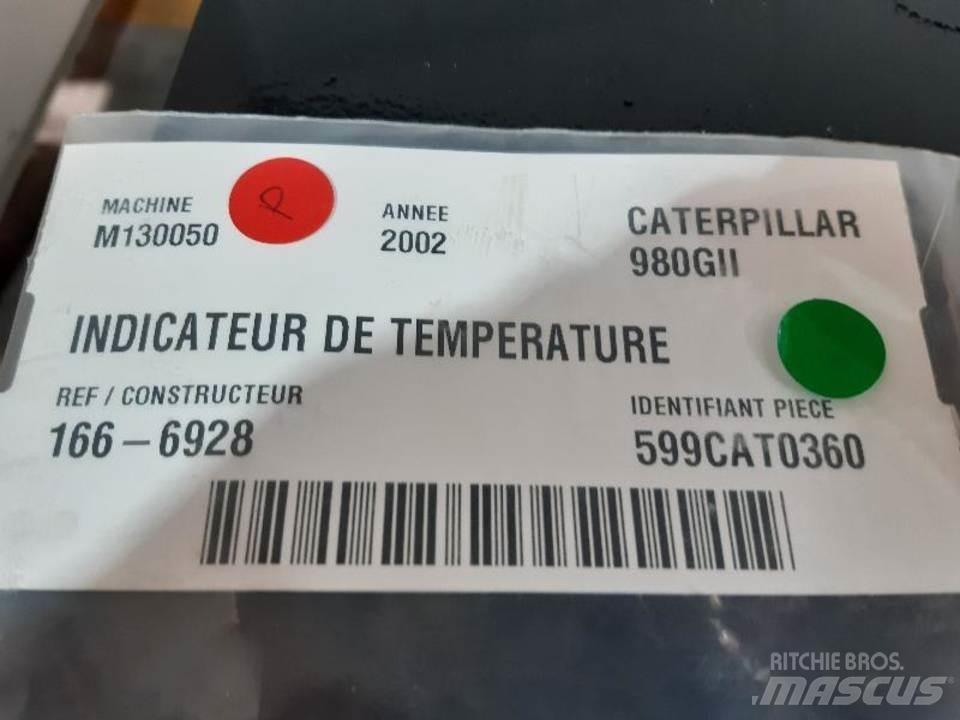 MACHINE
M130050
ANNEE
2002
CATERPILLAR
980GII
INDICATEUR DE TEMPERATURE
REF / CONSTRUCTEUR
166 – 6928
IDENTIFIANT PIECE
599CAT0360
RITCHIE BROS.
MASCUS